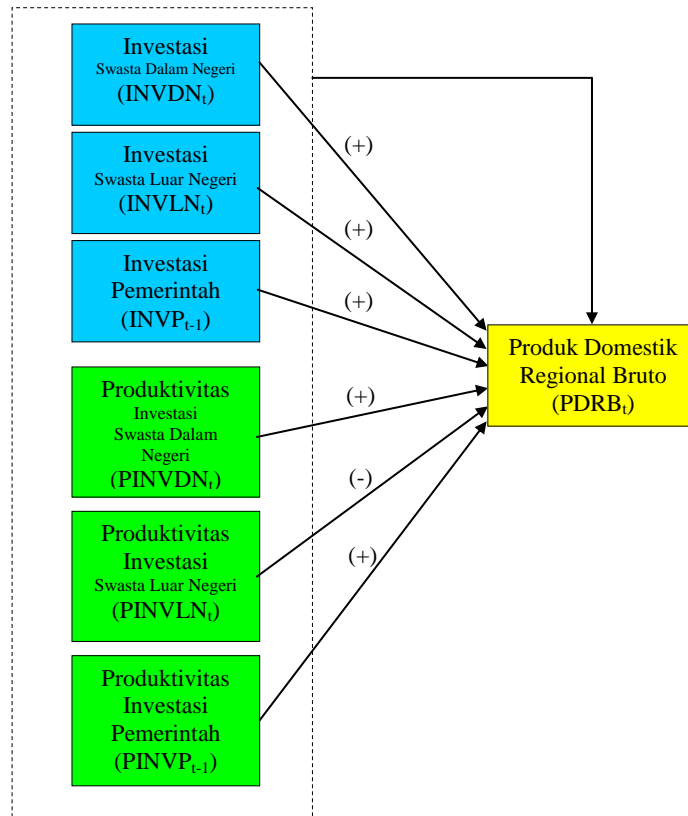 Investasi
Swasta Dalam Negeri
(INVDNt)
(+)
Investasi
Swasta Luar Negeri
(INVLNt)
(+)
Investasi
Pemerintah
(INVPt-1)
(+)
Produk Domestik
Regional Bruto
(PDRBt)
Produktivitas
Investasi
Swasta Dalam
Negeri
(PINVDNt)
(+)
Produktivitas
Investasi
Swasta Luar Negeri
(PINVLNt)
(-)
(+)
Produktivitas
Investasi
Pemerintah
(PINVPt-1)